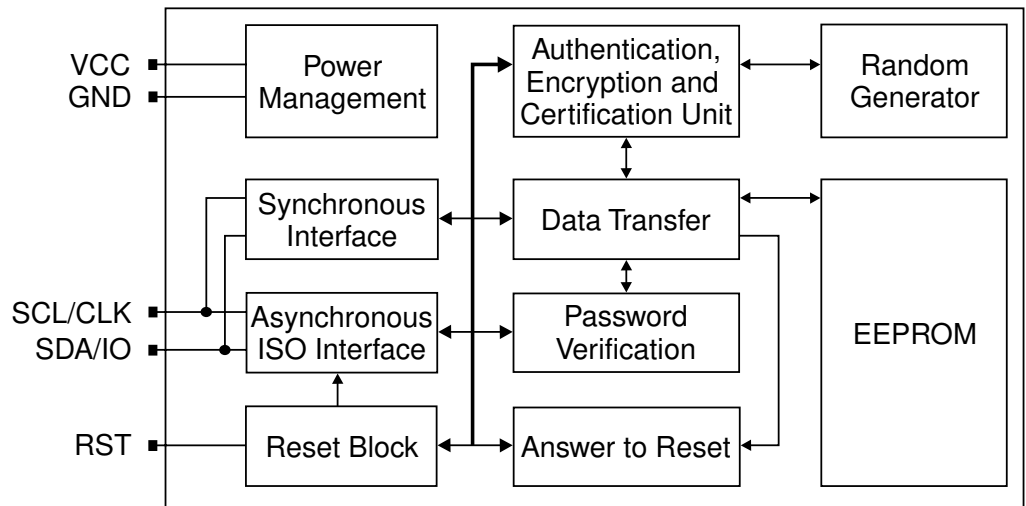 VCC
GND
Power
Management
Authentication,
Encryption and
Certification Unit
Random
Generator
Synchronous
Interface
Data Transfer
EEPROM
SCL/CLK
SDA/IO
Asynchronous
ISO Interface
Password
Verification
RST
Reset Block
Answer to Reset